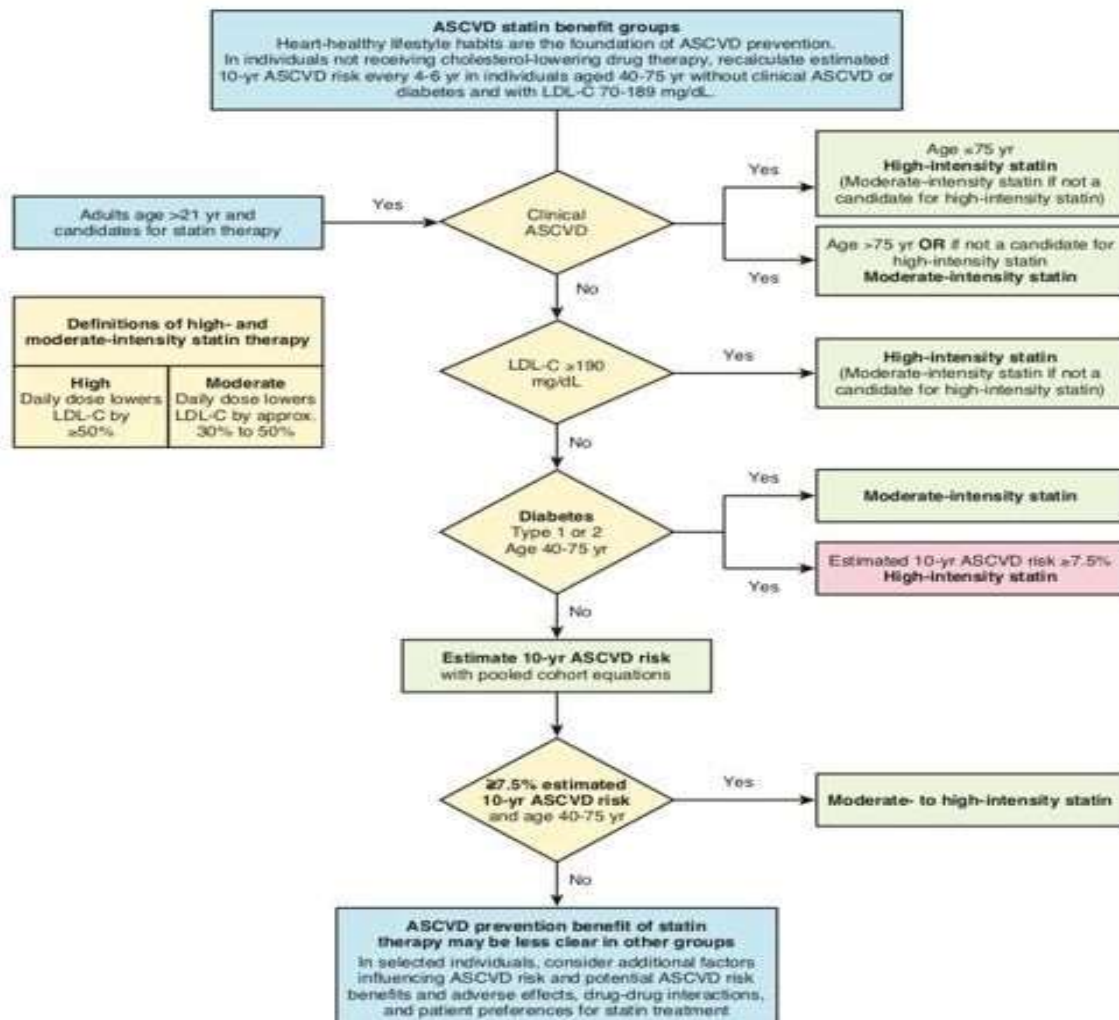 ASCVD statin benefit groups
Heart-healthy lifestyle habits are the foundation of ASCVD prevention.
In individuals not receiving cholesterol-lowering drug therapy, recalculate estimated
10-yr ASCVD risk every 4-6 yr in individuals aged 40-75 yr without clinical ASCVD or
diabetes and with LDL-C 70-189 mg/dL.
Adults age >21 yr and
candidates for statin therapy
Yes
Clinical
ASCVD
Yes
Age ≤75 yr
High-intensity statin
(Moderate-intensity statin if not a
candidate for high-intensity statin)
Yes
Age >75 yr OR if not a candidate for
high-intensity statin
Moderate-intensity statin
No
Definitions of high- and
moderate-intensity statin therapy
High
Daily dose lowers
LDL-C by
≥50%
Moderate
Daily dose lowers
LDL-C by approx.
30% to 50%
LDL-C ≥190
mg/dL
Yes
High-intensity statin
(Moderate-intensity statin if not a
candidate for high-intensity statin)
No
Diabetes
Type 1 or 2
Age 40-75 yr
Yes
Moderate-intensity statin
Yes
Estimated 10-yr ASCVD risk ≥7.5%
High-intensity statin
No
Estimate 10-yr ASCVD risk
with pooled cohort equations
≥7.5% estimated
10-yr ASCVD risk
and age 40-75 yr
Yes
Moderate- to high-intensity statin
No
ASCVD prevention benefit of statin
therapy may be less clear in other groups
In selected individuals, consider additional factors
influencing ASCVD risk and potential ASCVD risk
benefits and adverse effects, drug-drug interactions,
and patient preferences for statin treatment